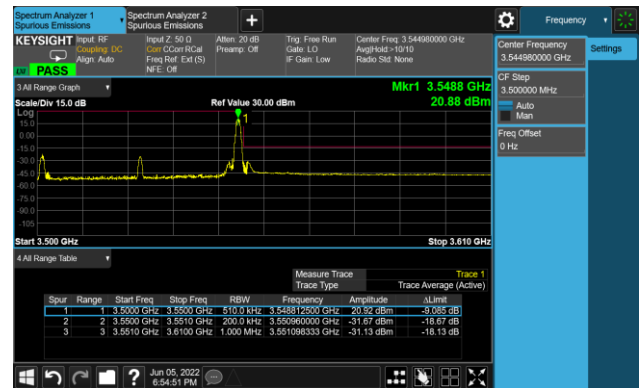 Spectrum Analyzer 1
Spurious Emissions
Spectrum Analyzer 2
Spurious Emissions
Frequency
KEYSIGHT Input: RF
Coupling: DC
Align: Auto
Input Z: 50 Ω
Corr CCorr RCal
Freq Ref: Ext (S)
NFE: Off
Atten: 20 dB
Preamp: Off
Trig: Free Run
Gate: LO
IF Gain: Low
Center Freq: 3.544980000 GHz
Avg|Hold:>10/10
Radio Std: None
PASS
Center Frequency
3.544980000 GHz
Settings
CF Step
3.500000 MHz
Auto
Man
Freq Offset
0 Hz
3 All Range Graph
Mkr1 3.5488 GHz
Scale/Div 15.0 dB
Ref Value 30.00 dBm
20.88 dBm
Log
1
15.0
0.00
-15.0
-30.0
-45.0
-60.0
-75.0
-90.0
-105
Start 3.500 GHz
Stop 3.610 GHz
4 All Range Table
Measure Trace Trace 1
Trace Type Trace Average (Active)
Spur Range Start Freq Stop Freq RBW Frequency Amplitude ΔLimit
1 1 3.5000 GHz 3.5500 GHz 510.0 kHz 3.548812500 GHz 20.92 dBm -9.085 dB
2 2 3.5500 GHz 3.5510 GHz 200.0 kHz 3.550960000 GHz -31.67 dBm -18.67 dB
3 3 3.5510 GHz 3.6100 GHz 1.000 MHz 3.551098333 GHz -31.13 dBm -18.13 dB
Jun 05, 2022
6:54:51 PM